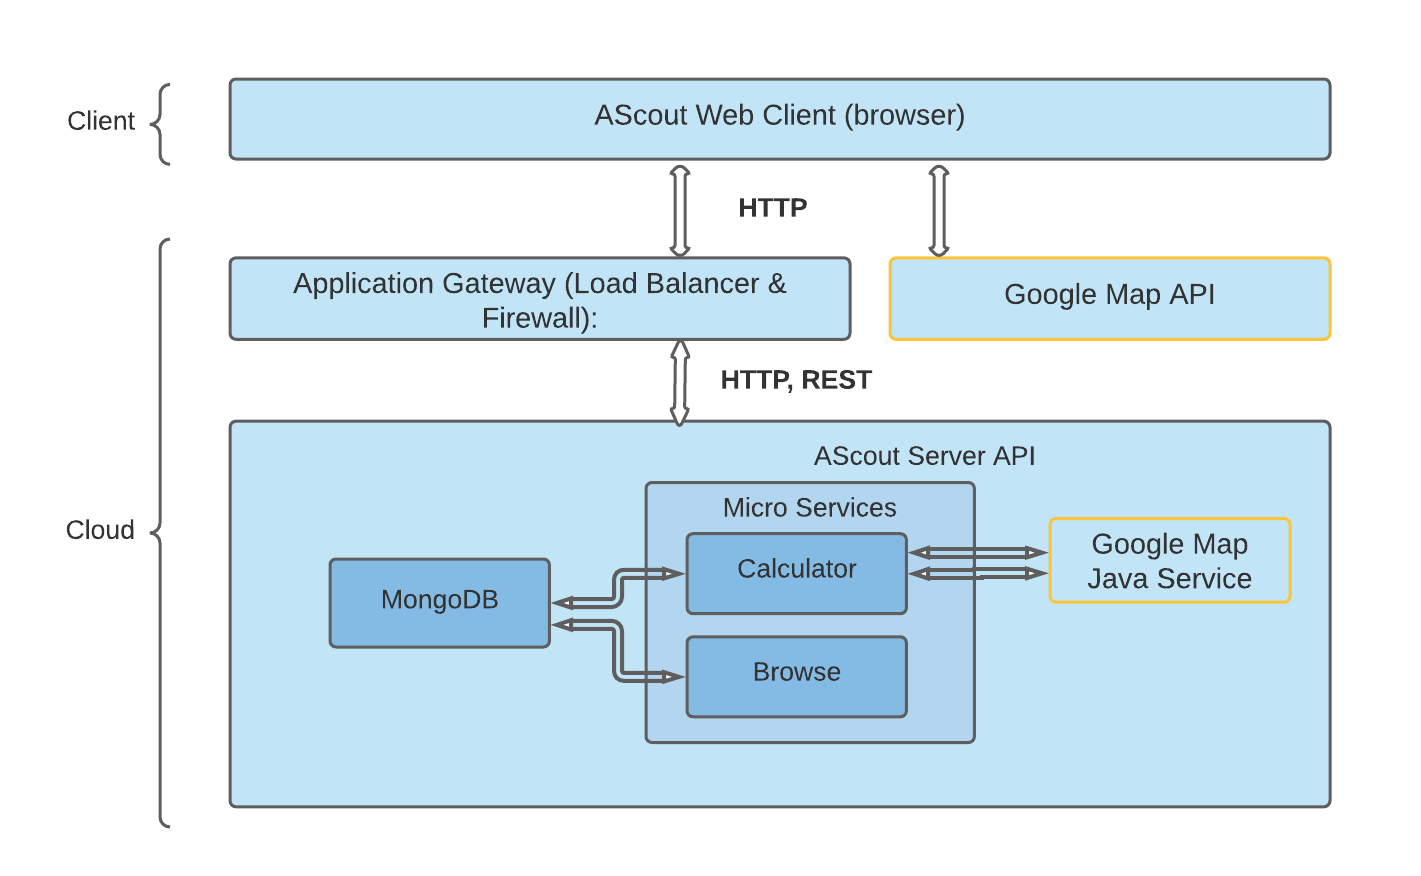 Client
AScout Web Client (browser)
HTTP
Application Gateway (Load Balancer &
Firewall):
Google Map API
HTTP, REST
Cloud
AScout Server API
Micro Services
MongoDB
Calculator
Browse
Google Map
Java Service